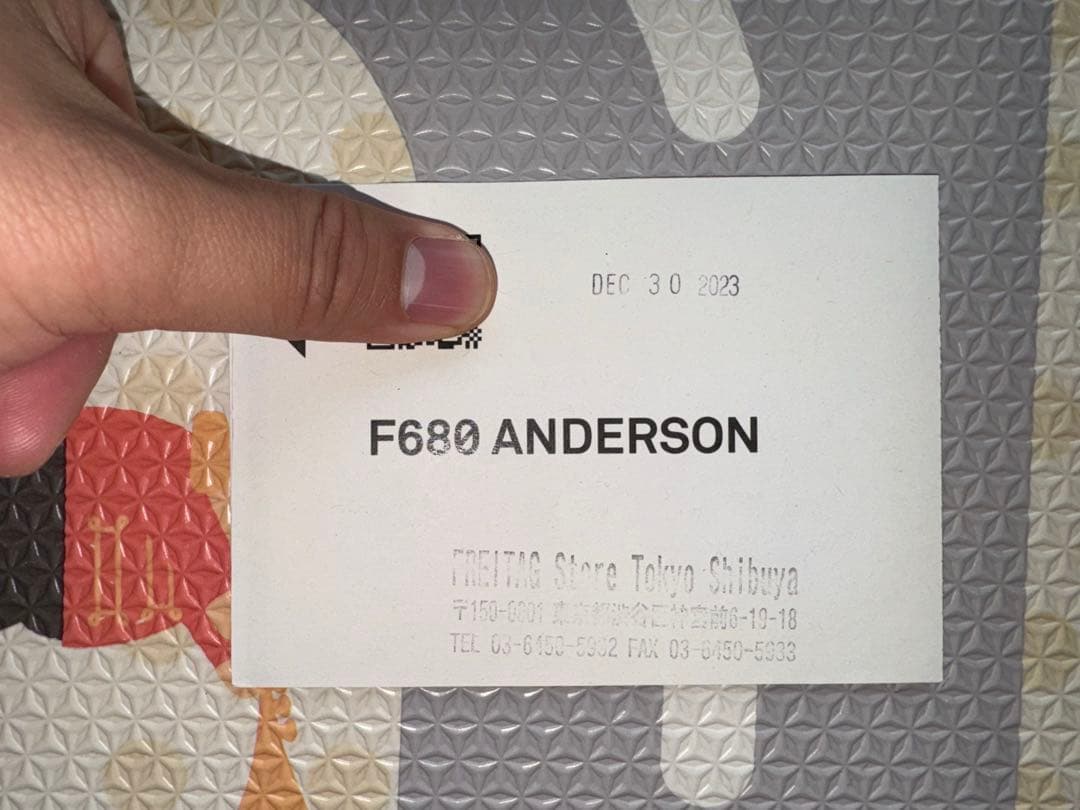 DEC 30 2023
F680 ANDERSON
FREITAG Store Tokyo Shibuya
〒150-0001 東京都渋谷区神宮前6-19-18
TEL 03-6450-5932 FAX 03-6450-5933